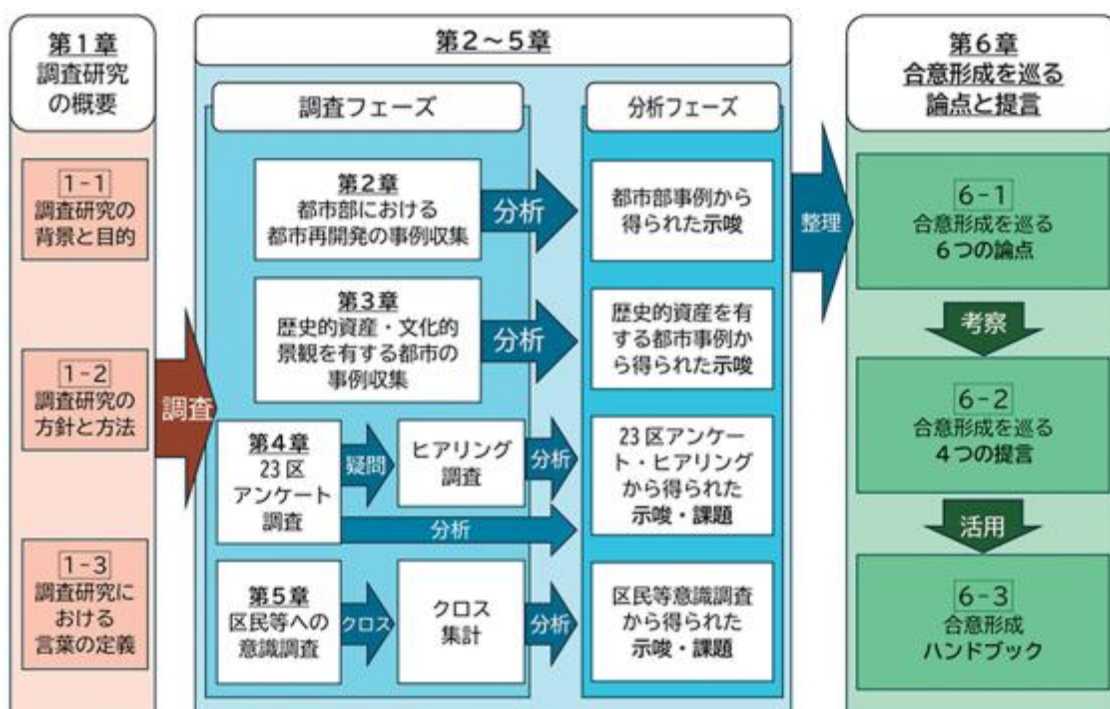 第1章
調査研究
の概要
1-1
調査研究の
背景と目的
1-2
調査研究の
方針と方法
1-3
調査研究に
おける
言葉の定義
調査
第2～5章
調査フェーズ
分析フェーズ
第2章
都市部における
都市再開発の事例収集
分析
都市部事例から
得られた示唆
第3章
歴史的資産・文化的
景観を有する都市の
事例収集
分析
歴史的資産を有
する都市事例か
ら得られた示唆
第4章
23区
アンケート
調査
疑問
ヒアリング
調査
分析
分析
23区アンケー
ト・ヒアリング
から得られた
示唆・課題
第5章
区民等への
意識調査
クロス
クロス
集計
分析
区民等意識調査
から得られた
示唆・課題
整理
第6章
合意形成を巡る
論点と提言
6-1
合意形成を巡る
6つの論点
考察
6-2
合意形成を巡る
4つの提言
活用
6-3
合意形成
ハンドブック